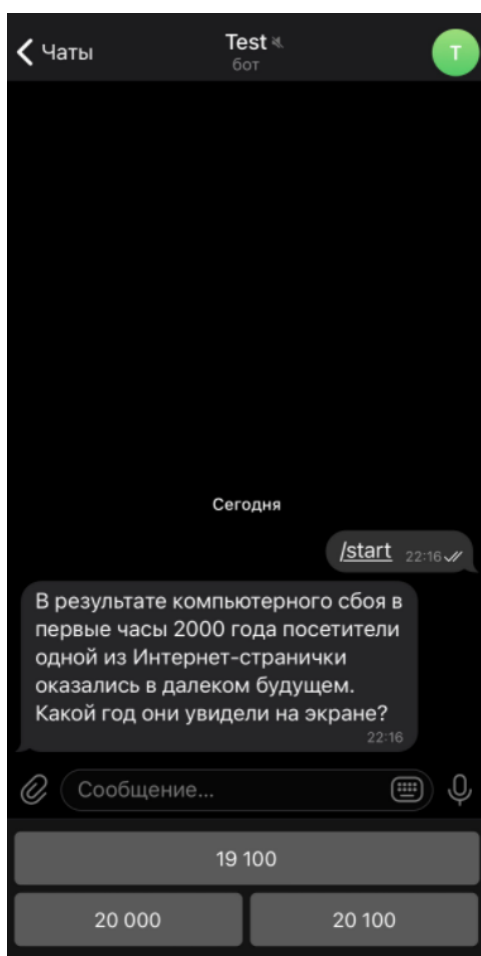 Чаты
Test
бот
T
Сегодня
/start 22:16
В результате компьютерного сбоя в
первые часы 2000 года посетители
одной из Интернет-странички
оказались в далеком будущем.
Какой год они увидели на экране?
22:16
Сообщение...
19 100
20 000
20 100